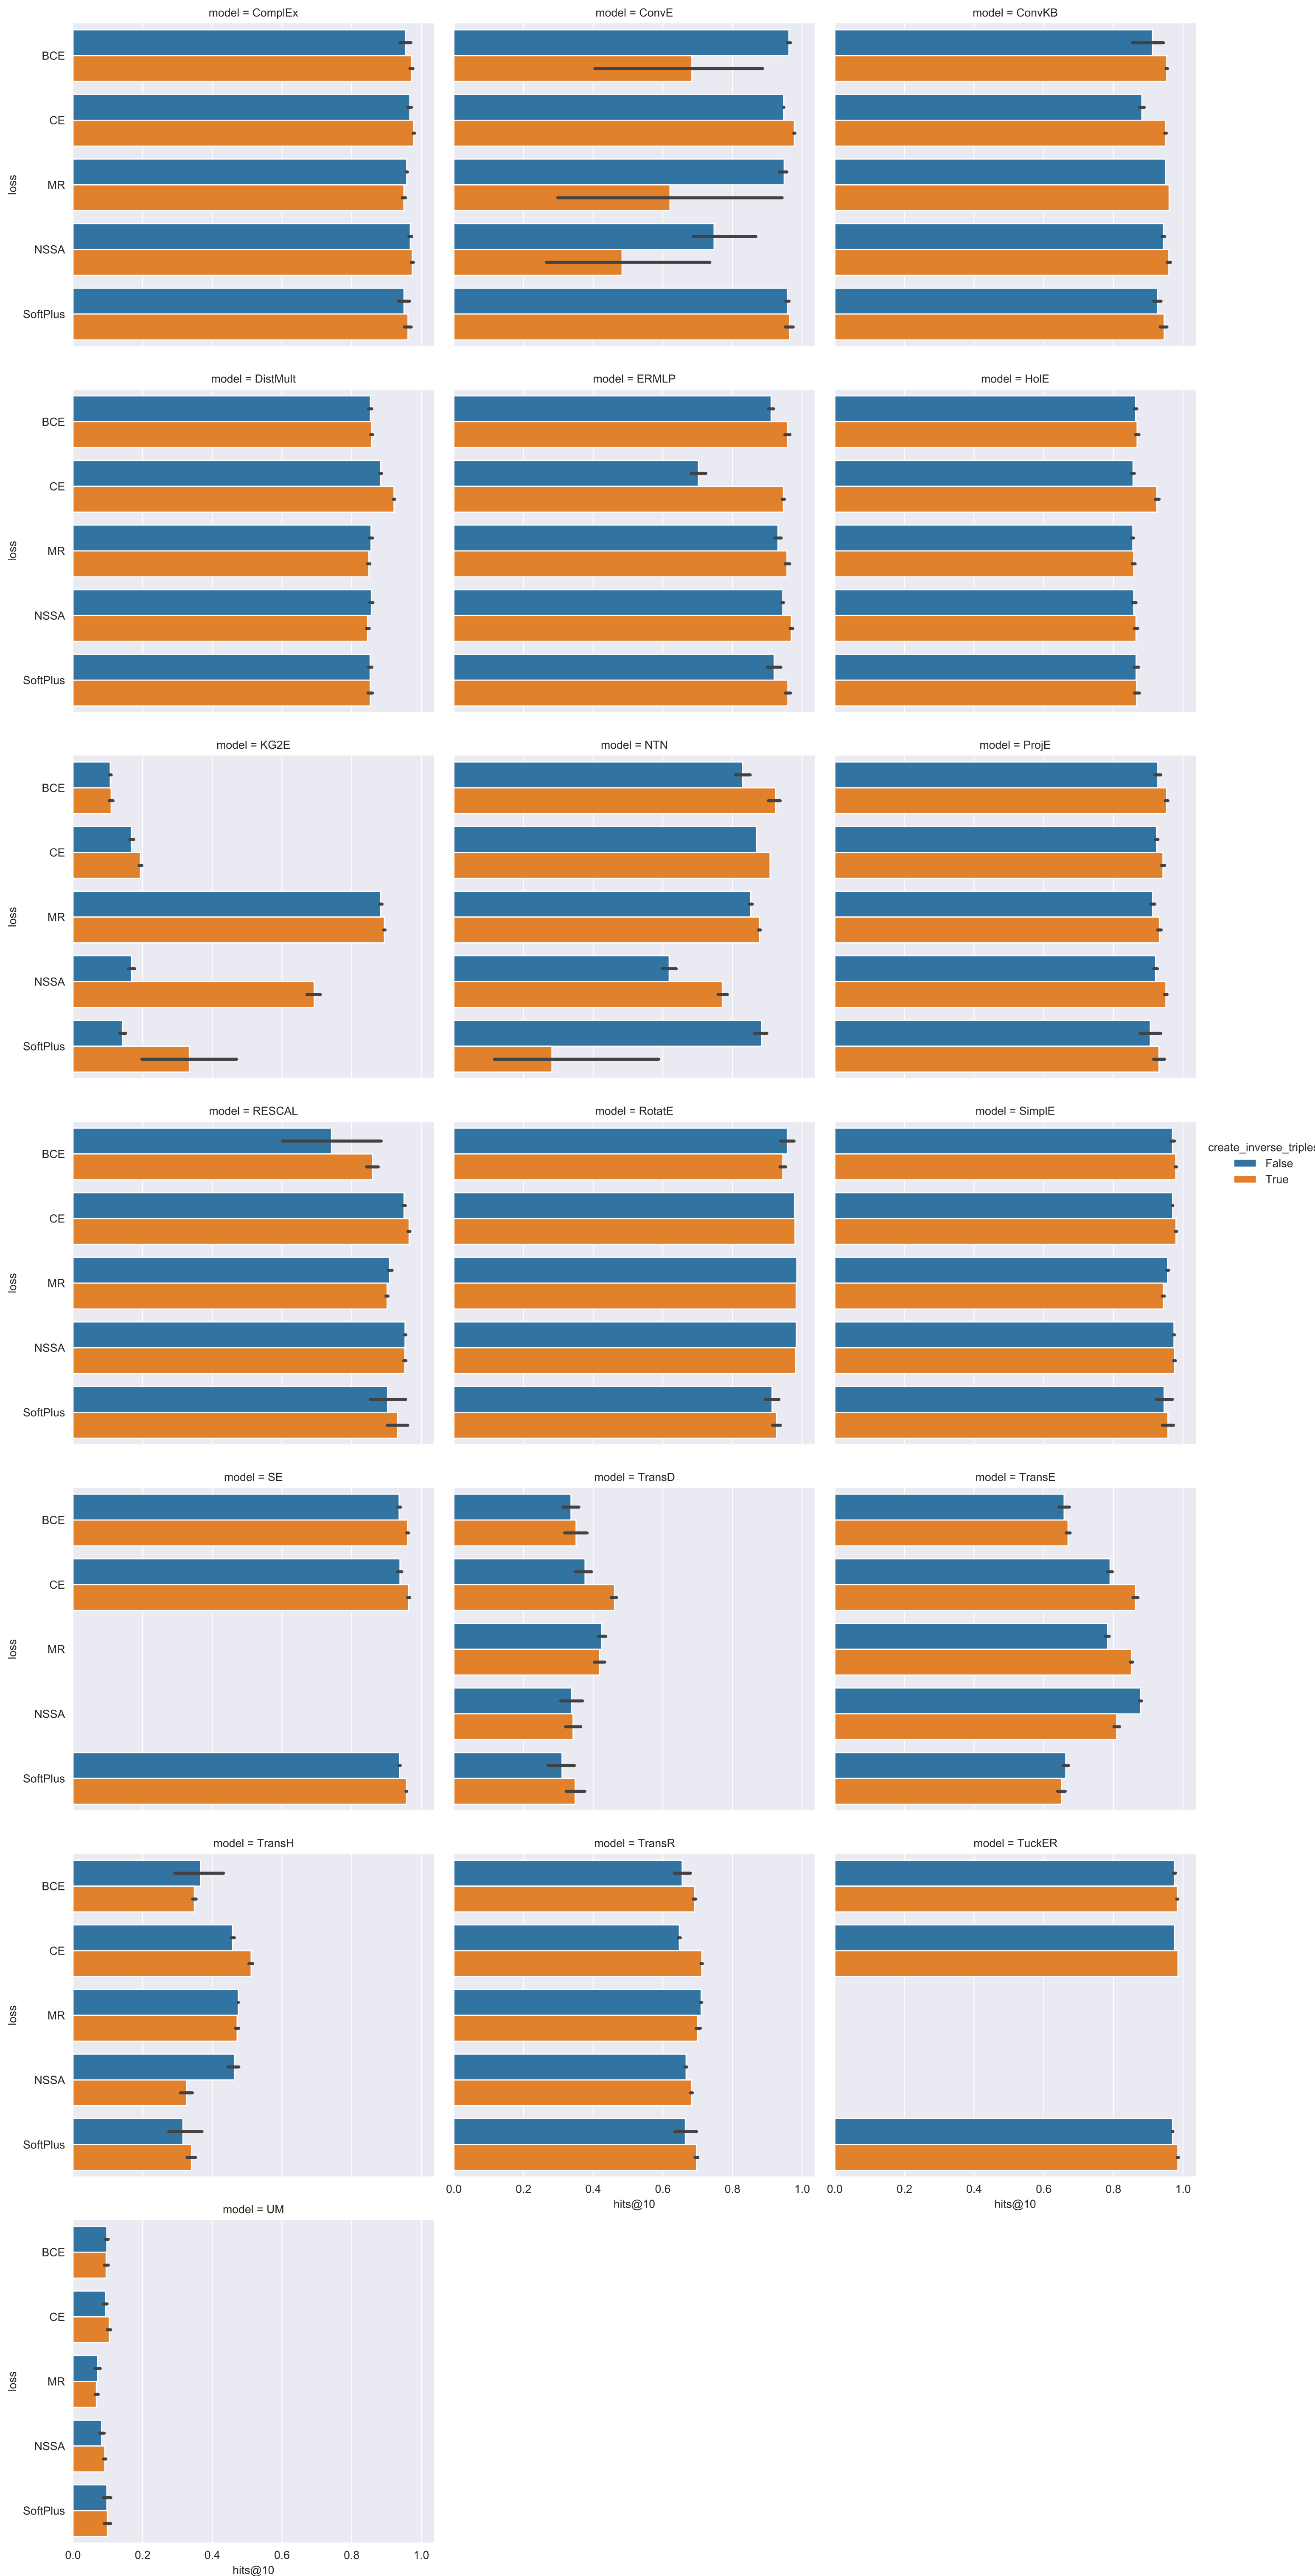 model = ComplEx
model = ConvE
model = ConvKB
BCE
CE
MR
NSSA
SoftPlus
loss
model = DistMult
model = ERMLP
model = HolE
BCE
CE
MR
NSSA
SoftPlus
loss
model = KG2E
model = NTN
model = ProjE
BCE
CE
MR
NSSA
SoftPlus
loss
model = RESCAL
model = RotatE
model = SimplE
BCE
CE
MR
NSSA
SoftPlus
loss
create_inverse_triples
False
True
model = SE
model = TransD
model = TransE
BCE
CE
MR
NSSA
SoftPlus
loss
model = TransH
model = TransR
model = TuckER
BCE
CE
MR
NSSA
SoftPlus
loss
0.0 0.2 0.4 0.6 0.8 1.0
hits@10
0.0 0.2 0.4 0.6 0.8 1.0
hits@10
model = UM
BCE
CE
MR
NSSA
SoftPlus
loss
0.0 0.2 0.4 0.6 0.8 1.0
hits@10